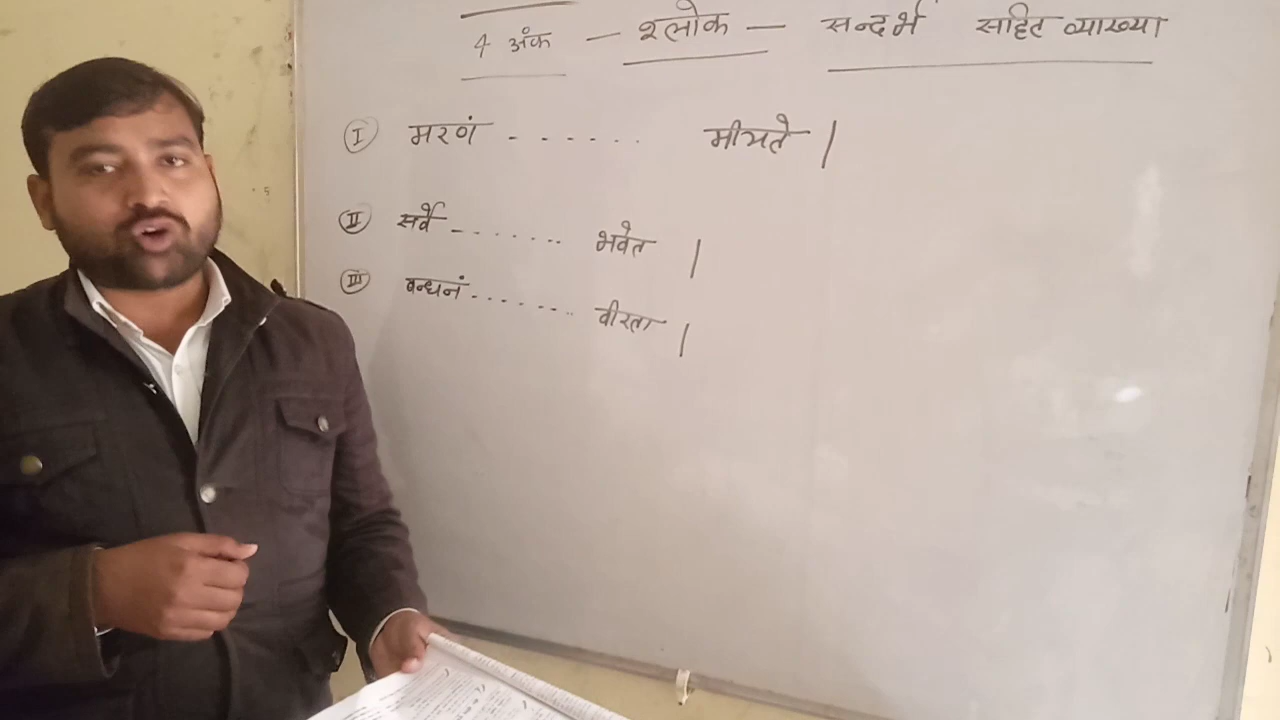 4 अंक — श्लोक — सन्दर्भ सहित व्याख्या
I मरणं - - - - - - मीयते |
II सर्वे - - - - - - - भवेत |
III बन्धनं - - - - - - - - वीरता |